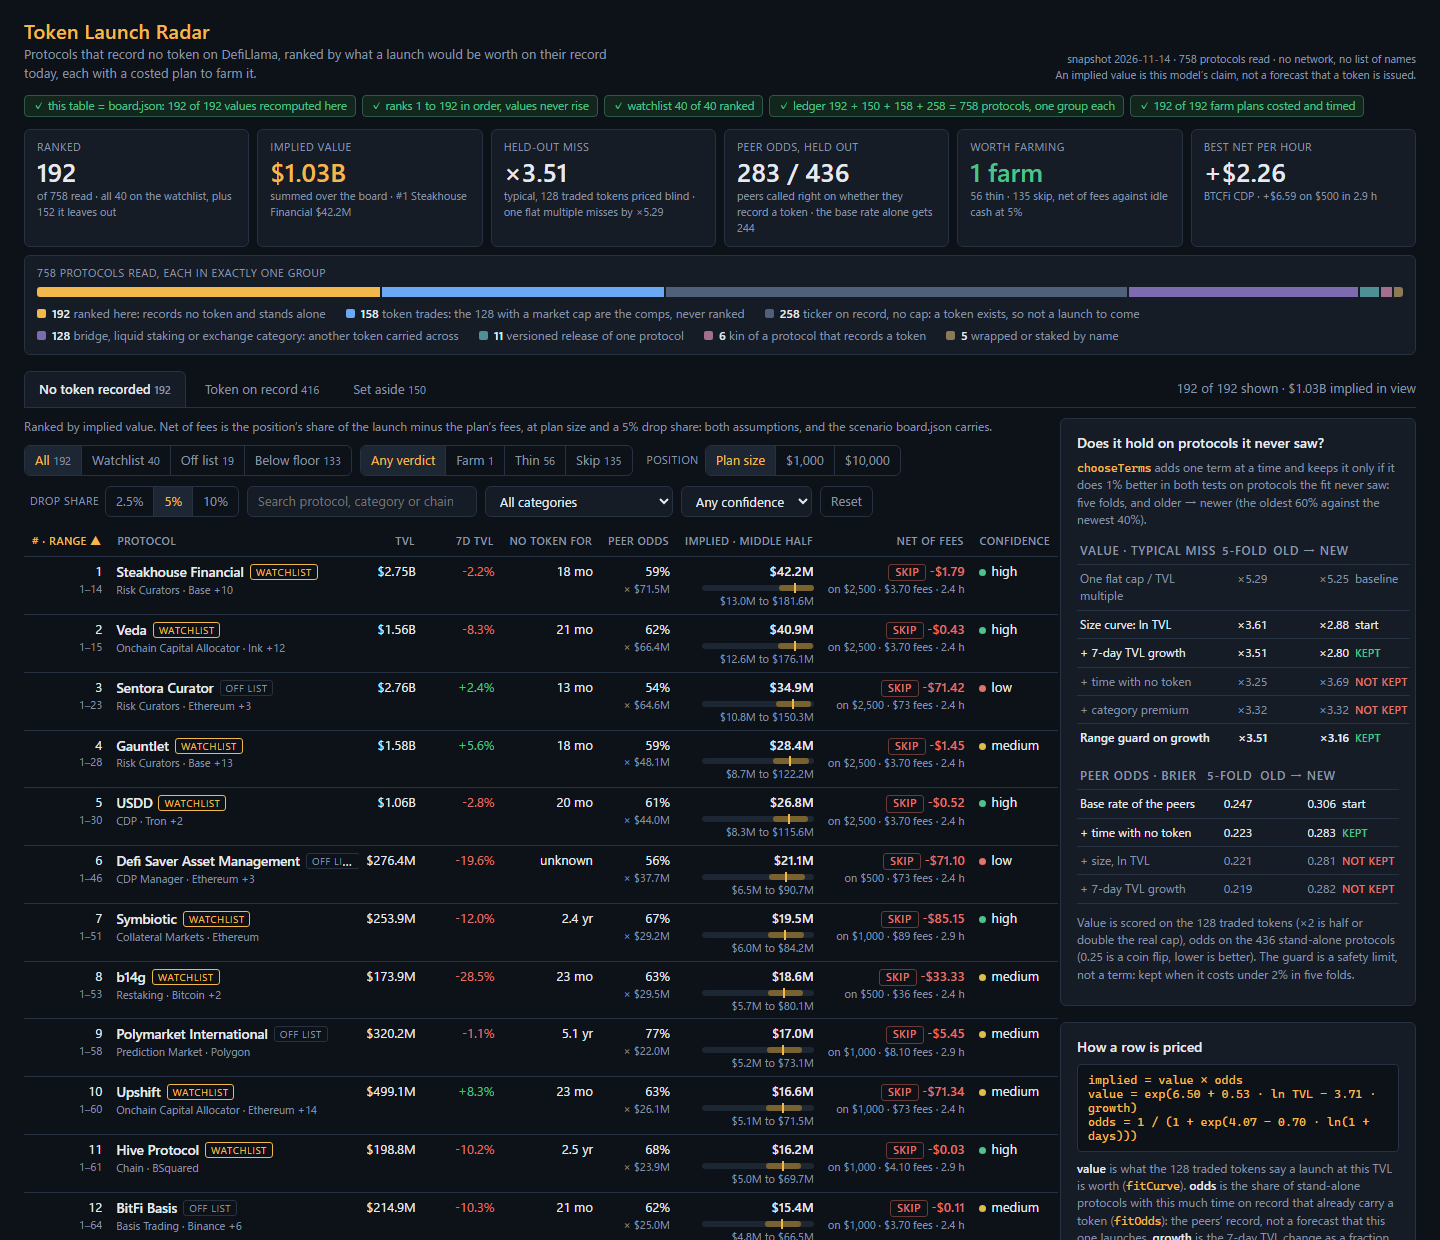 Token Launch Radar
Protocols that record no token on DefiLlama, ranked by what a launch would be worth on their record
today, each with a costed plan to farm it.
snapshot 2026-11-14 · 758 protocols read · no network, no list of names
An implied value is this model's claim, not a forecast that a token is issued.
✓ this table = board.json: 192 of 192 values recomputed here
✓ ranks 1 to 192 in order, values never rise
✓ watchlist 40 of 40 ranked
✓ ledger 192 + 150 + 158 + 258 = 758 protocols, one group each
✓ 192 of 192 farm plans costed and timed
RANKED
192
of 758 read · all 40 on the watchlist, plus
152 it leaves out
IMPLIED VALUE
$1.03B
summed over the board · #1 Steakhouse
Financial $42.2M
HELD-OUT MISS
×3.51
typical, 128 traded tokens priced blind ·
one flat multiple misses by ×5.29
PEER ODDS, HELD OUT
283 / 436
peers called right on whether they
record a token · the base rate alone gets
244
WORTH FARMING
1 farm
56 thin · 135 skip, net of fees against idle
cash at 5%
BEST NET PER HOUR
+$2.26
BTCFi CDP · +$6.59 on $500 in 2.9 h
758 PROTOCOLS READ, EACH IN EXACTLY ONE GROUP
192 ranked here: records no token and stands alone
158 token trades: the 128 with a market cap are the comps, never ranked
258 ticker on record, no cap: a token exists, so not a launch to come
128 bridge, liquid staking or exchange category: another token carried across
11 versioned release of one protocol
6 kin of a protocol that records a token
5 wrapped or staked by name
No token recorded 192
Token on record 416
Set aside 150
192 of 192 shown · $1.03B implied in view
Ranked by implied value. Net of fees is the position's share of the launch minus the plan's fees, at plan size and a 5% drop share: both assumptions, and the scenario board.json carries.
All 192 Watchlist 40 Off list 19 Below floor 133
Any verdict Farm 1 Thin 56 Skip 135
POSITION Plan size $1,000 $10,000
DROP SHARE 2.5% 5% 10%
Search protocol, category or chain
All categories
Any confidence
Reset
# · RANGE ▲ PROTOCOL TVL 7D TVL NO TOKEN FOR PEER ODDS IMPLIED · MIDDLE HALF NET OF FEES CONFIDENCE
1 Steakhouse Financial WATCHLIST $2.75B -2.2% 18 mo 59% $42.2M SKIP -$1.79 high
1–14 Risk Curators · Base +10 × $71.5M on $2,500 · $3.70 fees · 2.4 h
$13.0M to $181.6M
2 Veda WATCHLIST $1.56B -8.3% 21 mo 62% $40.9M SKIP -$0.43 high
1–15 Onchain Capital Allocator · Ink +12 × $66.4M on $2,500 · $3.70 fees · 2.4 h
$12.6M to $176.1M
3 Sentora Curator OFF LIST $2.76B +2.4% 13 mo 54% $34.9M SKIP -$71.42 low
1–23 Risk Curators · Ethereum +3 × $64.6M on $2,500 · $73 fees · 2.4 h
$10.8M to $150.3M
4 Gauntlet WATCHLIST $1.58B +5.6% 18 mo 59% $28.4M SKIP -$1.45 medium
1–28 Risk Curators · Base +13 × $48.1M on $2,500 · $3.70 fees · 2.4 h
$8.7M to $122.2M
5 USDD WATCHLIST $1.06B -2.8% 20 mo 61% $26.8M SKIP -$0.52 high
1–30 CDP · Tron +2 × $44.0M on $2,500 · $3.70 fees · 2.4 h
$8.3M to $115.6M
6 Defi Saver Asset Management OFF LI... $276.4M -19.6% unknown 56% $21.1M SKIP -$71.10 low
1–46 CDP Manager · Ethereum +3 × $37.7M on $500 · $73 fees · 2.4 h
$6.5M to $90.7M
7 Symbiotic WATCHLIST $253.9M -12.0% 2.4 yr 67% $19.5M SKIP -$85.15 high
1–51 Collateral Markets · Ethereum × $29.2M on $1,000 · $89 fees · 2.9 h
$6.0M to $84.2M
8 b14g WATCHLIST $173.9M -28.5% 23 mo 63% $18.6M SKIP -$33.33 medium
1–53 Restaking · Bitcoin +2 × $29.5M on $500 · $36 fees · 2.4 h
$5.7M to $80.1M
9 Polymarket International OFF LIST $320.2M -1.1% 5.1 yr 77% $17.0M SKIP -$5.45 medium
1–58 Prediction Market · Polygon × $22.0M on $1,000 · $8.10 fees · 2.9 h
$5.2M to $73.1M
10 Upshift WATCHLIST $499.1M +8.3% 23 mo 63% $16.6M SKIP -$71.34 medium
1–60 Onchain Capital Allocator · Ethereum +14 × $26.1M on $1,000 · $73 fees · 2.4 h
$5.1M to $71.5M
11 Hive Protocol WATCHLIST $198.8M -10.2% 2.5 yr 68% $16.2M SKIP -$0.03 high
1–61 Chain · BSquared × $23.9M on $1,000 · $4.10 fees · 2.9 h
$5.0M to $69.7M
12 BitFi Basis OFF LIST $214.9M -10.3% 21 mo 62% $15.4M SKIP -$0.11 medium
1–64 Basis Trading · Binance +6 × $25.0M on $1,000 · $3.70 fees · 2.4 h
$4.8M to $66.5M
Does it hold on protocols it never saw?
chooseTerms adds one term at a time and keeps it only if it
does 1% better in both tests on protocols the fit never saw:
five folds, and older → newer (the oldest 60% against the
newest 40%).
VALUE · TYPICAL MISS 5-FOLD OLD → NEW
One flat cap / TVL ×5.29 ×5.25 baseline
multiple
Size curve: ln TVL ×3.61 ×2.88 start
+ 7-day TVL growth ×3.51 ×2.80 KEPT
+ time with no token ×3.25 ×3.69 NOT KEPT
+ category premium ×3.32 ×3.32 NOT KEPT
Range guard on growth ×3.51 ×3.16 KEPT
PEER ODDS · BRIER 5-FOLD OLD → NEW
Base rate of the peers 0.247 0.306 start
+ time with no token 0.223 0.283 KEPT
+ size, ln TVL 0.221 0.281 NOT KEPT
+ 7-day TVL growth 0.219 0.282 NOT KEPT
Value is scored on the 128 traded tokens (×2 is half or
double the real cap), odds on the 436 stand-alone protocols
(0.25 is a coin flip, lower is better). The guard is a safety limit,
not a term: kept when it costs under 2% in five folds.
How a row is priced
implied = value × odds
value = exp(6.50 + 0.53 · ln TVL − 3.71 ·
growth)
odds = 1 / (1 + exp(4.07 − 0.70 · ln(1 +
days)))
value is what the 128 traded tokens say a launch at this TVL
is worth (fitCurve). odds is the share of stand-alone
protocols with this much time on record that already carry a
token (fitOdds): the peers' record, not a forecast that this
one launches. growth is the 7-day TVL change as a fraction